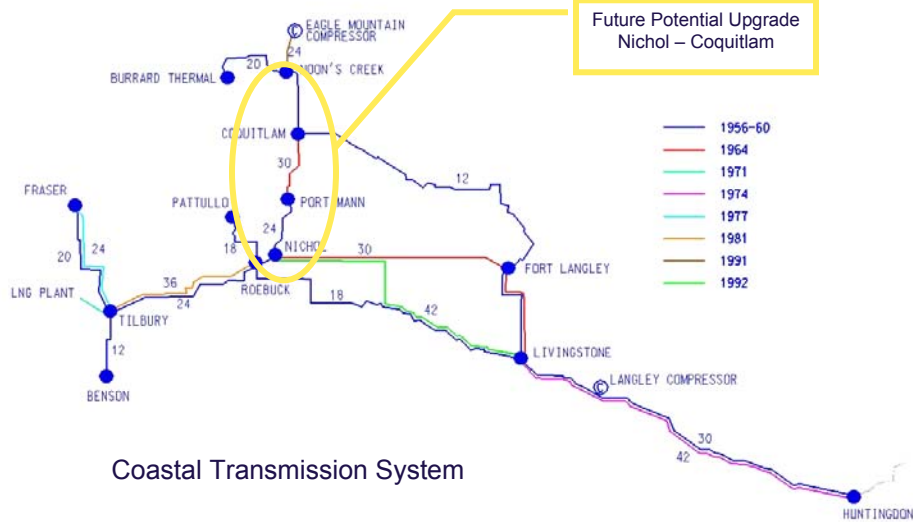 Future Potential Upgrade
Nichol – Coquitlam
EAGLE MOUNTAIN
COMPRESSOR
C
24
20
NOON'S CREEK
BURRARD THERMAL
COQUITLAM
1956-60
1964
1971
1974
1977
1981
1991
1992
30
12
FRASER
PATTULLO
PORT MANN
24
18
NICHOL
30
20
24
36
ROEBUCK
FORT LANGLEY
LNG PLANT
24
18
TILBURY
42
12
LIVINGSTONE
BENSON
C
LANGLEY COMPRESSOR
30
42
Coastal Transmission System
HUNTINGDON